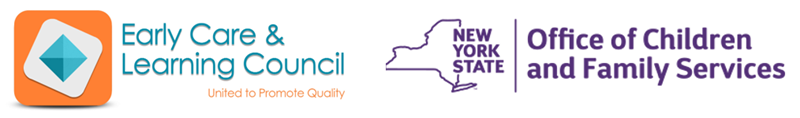 Early Care &
Learning Council
United to Promote Quality
NEW
YORK
STATE
Office of Children
and Family Services